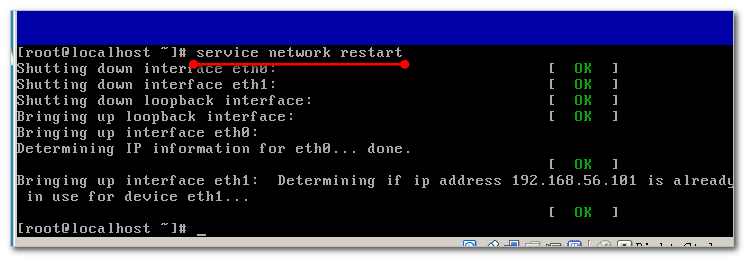 [root@localhost ~]# service network restart
Shutting down interface eth0: [ OK ]
Shutting down interface eth1: [ OK ]
Shutting down loopback interface: [ OK ]
Bringing up loopback interface: [ OK ]
Bringing up interface eth0:
Determining IP information for eth0... done.
[ OK ]
Bringing up interface eth1: Determining if ip address 192.168.56.101 is already
in use for device eth1...
[ OK ]
[root@localhost ~]# _